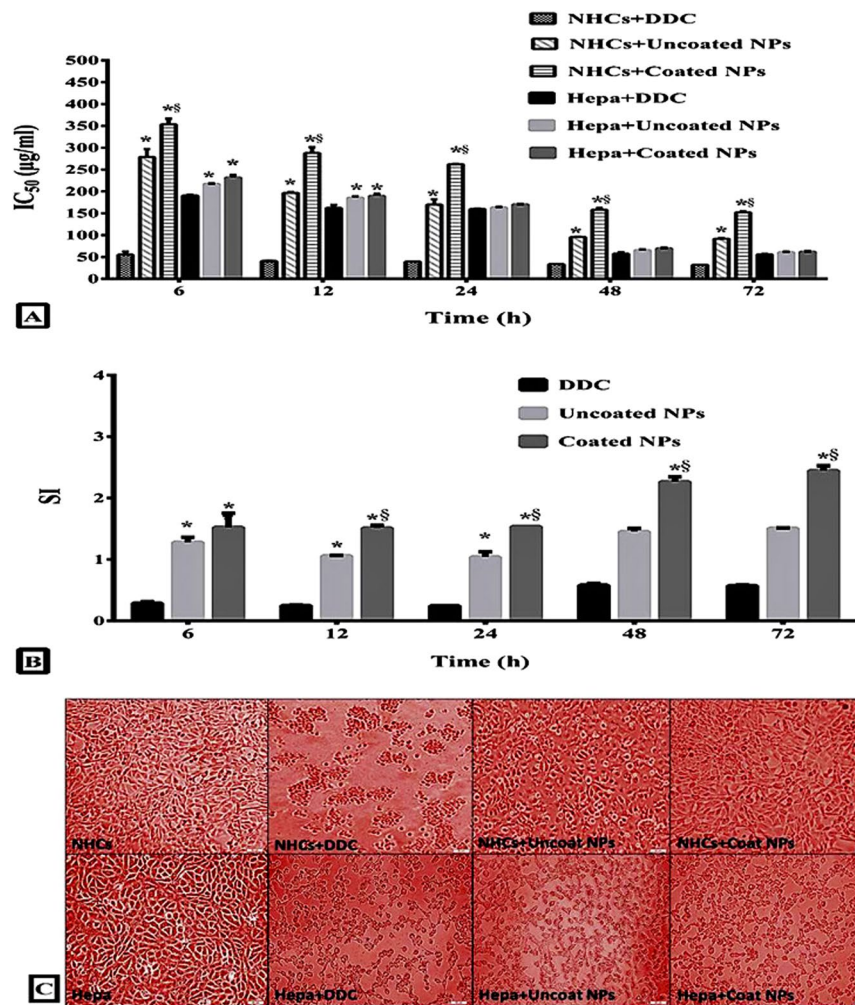 NHCs+DDC
NHCs+Uncoated NPs
NHCs+Coated NPs
Hepa+DDC
Hepa+Uncoated NPs
Hepa+Coated NPs
IC50 (µg/ml)
500
450
400
350
300
250
200
150
100
50
0
* *§ * *
* *§ * *
* *§
* *§
* *§
6 12 24 48 72
Time (h)
A
DDC
Uncoated NPs
Coated NPs
SI
4
3
2
1
0
* *
* *§
* *§
*§
*§
6 12 24 48 72
Time (h)
B
NHCs NHCs+DDC NHCs+Uncoat NPs NHCs+Coat NPs
Hepa Hepa+DDC Hepa+Uncoat NPs Hepa+Coat NPs
C